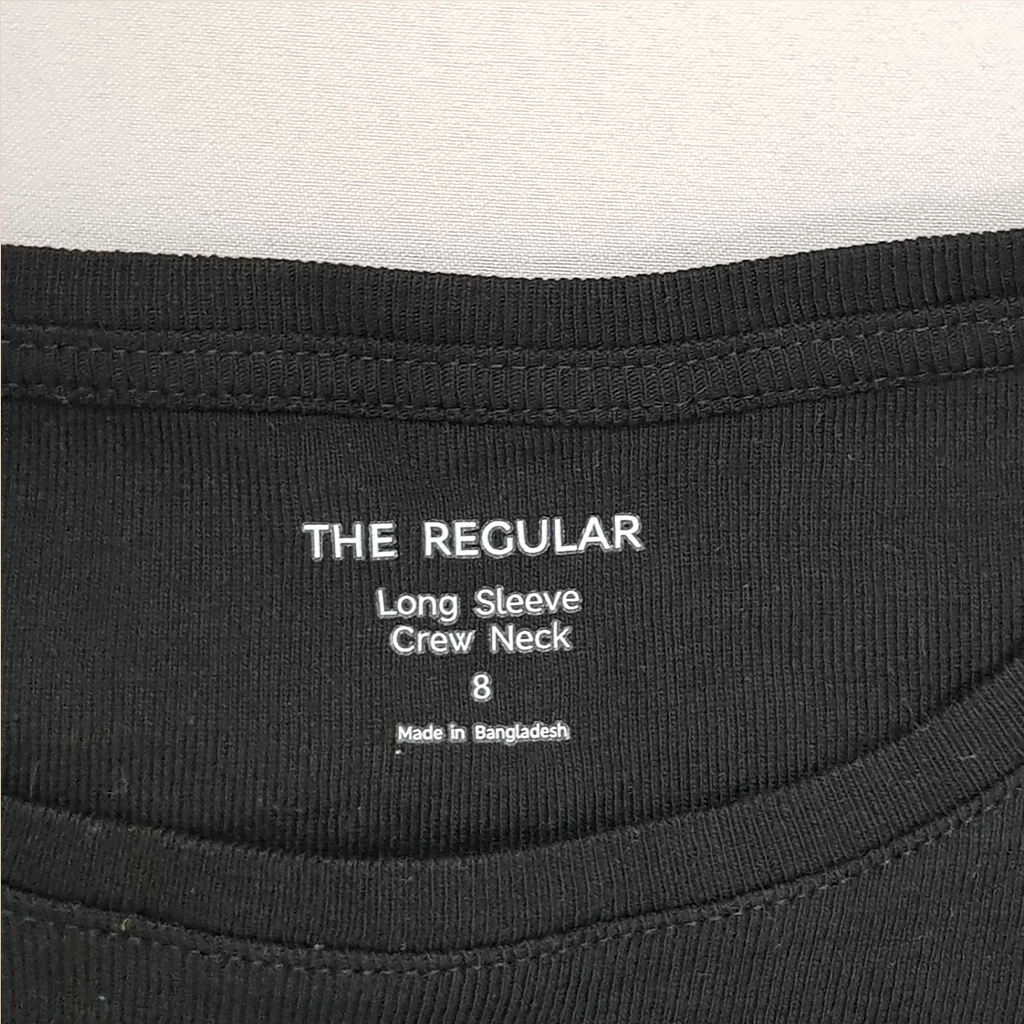 THE REGULAR
Long Sleeve
Crew Neck
8
Made in Bangladesh